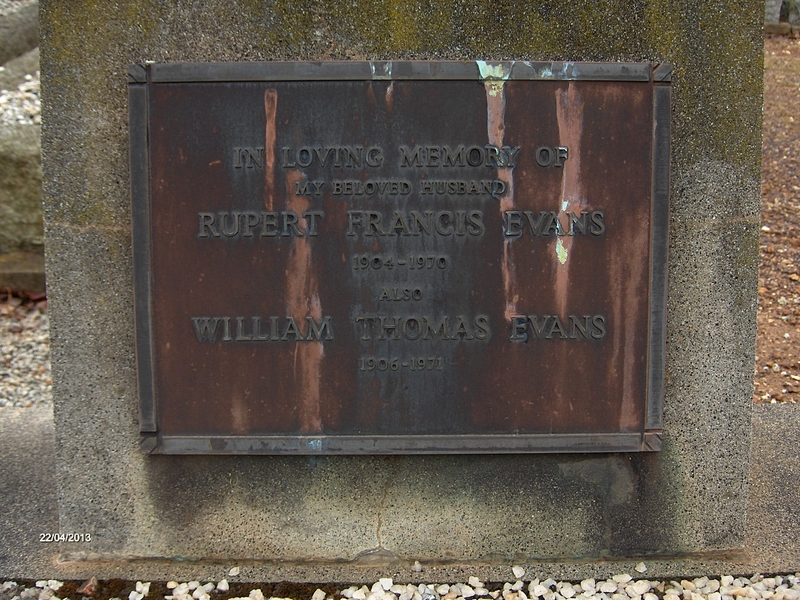 IN LOVING MEMORY OF
MY BELOVED HUSBAND
RUPERT FRANCIS EVANS
1904-1970
ALSO
WILLIAM THOMAS EVANS
1906-1971
22/04/2013